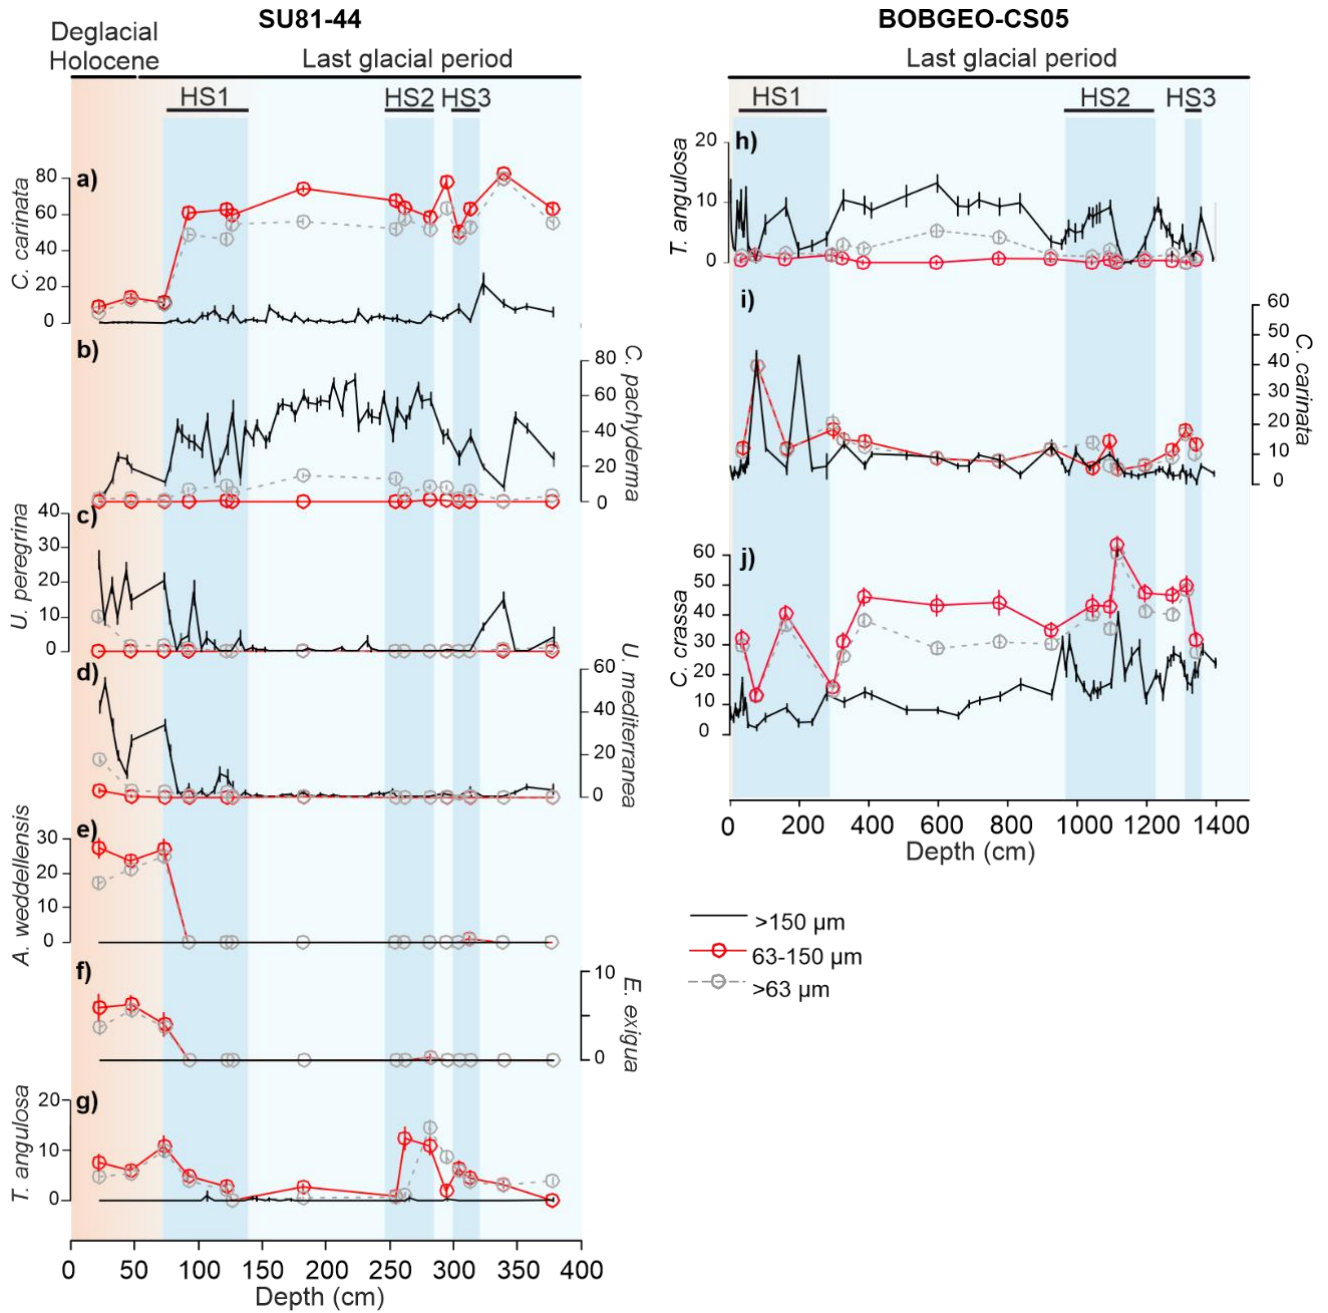 SU81-44
Deglacial
Holocene
Last glacial period
HS1
HS2
HS3
a)
C. carinata
80
60
40
20
0
b)
C. pachyderma
80
60
40
20
0
c)
U. peregrina
40
30
20
10
0
d)
U. mediterranea
60
40
20
0
e)
A. weddellensis
30
20
10
0
f)
E. exigua
10
0
g)
T. angulosa
20
10
0
0 50 100 150 200 250 300 350 400
Depth (cm)
BOBGEO-CS05
Last glacial period
HS1
HS2
HS3
h)
T. angulosa
20
10
0
i)
C. carinata
60
50
40
30
20
10
0
j)
C. crassa
60
50
40
30
20
10
0
0 200 400 600 800 1000 1200 1400
Depth (cm)
>150 µm
63-150 µm
>63 µm